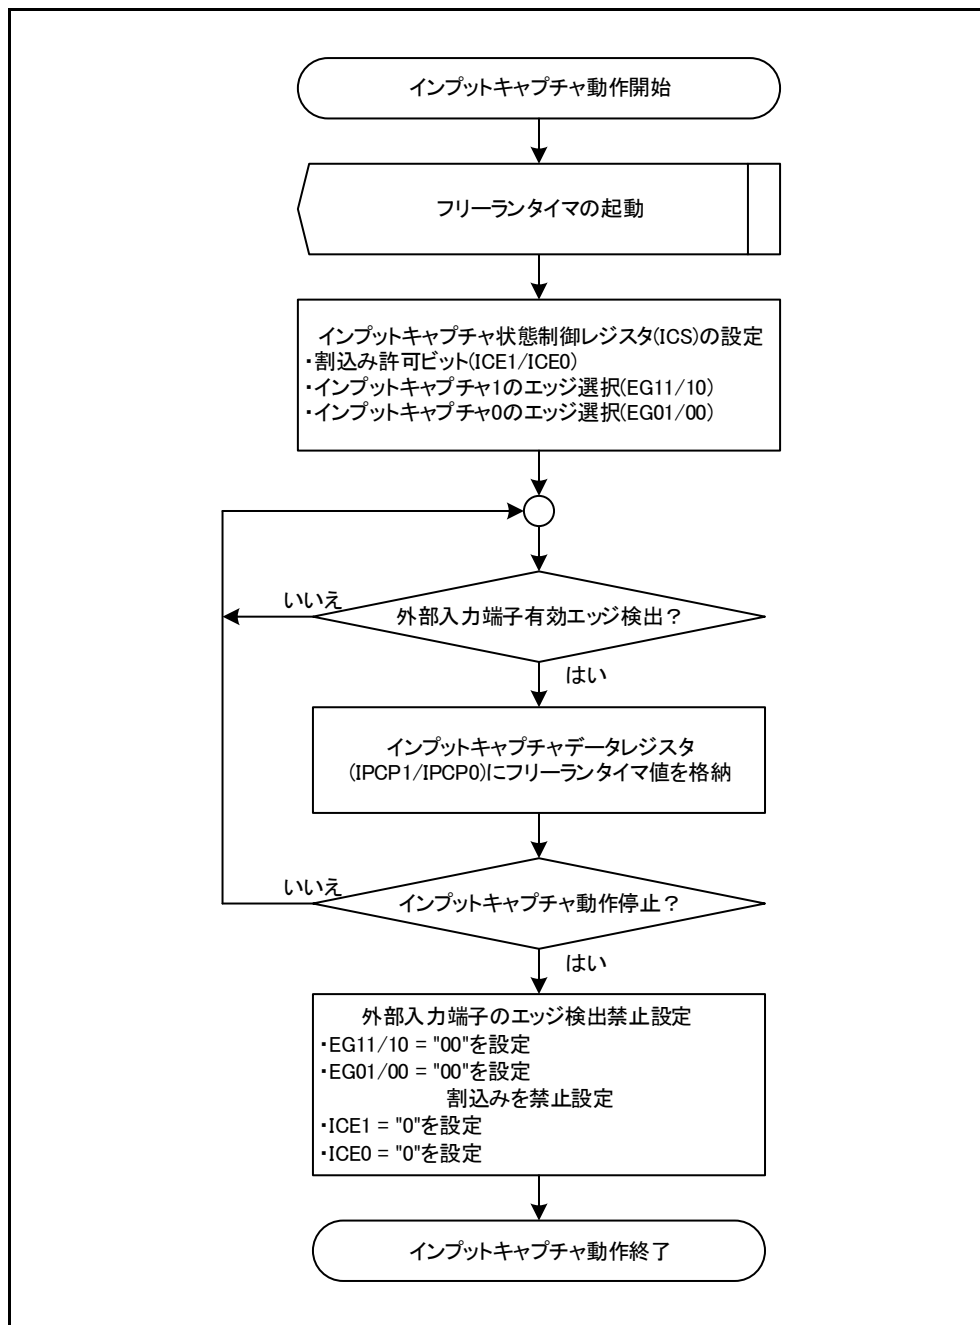 インプットキャプチャ動作開始
フリーランタイマの起動
インプットキャプチャ状態制御レジスタ(ICS)の設定
・割込み許可ビット(ICE1/ICE0)
・インプットキャプチャ1のエッジ選択(EG11/10)
・インプットキャプチャ0のエッジ選択(EG01/00)
いいえ
外部入力端子有効エッジ検出？
はい
インプットキャプチャデータレジスタ
(IPCP1/IPCP0)にフリーランタイマ値を格納
いいえ
インプットキャプチャ動作停止？
はい
外部入力端子のエッジ検出禁止設定
・EG11/10 = "00"を設定
・EG01/00 = "00"を設定
割込みを禁止設定
・ICE1 = "0"を設定
・ICE0 = "0"を設定
インプットキャプチャ動作終了